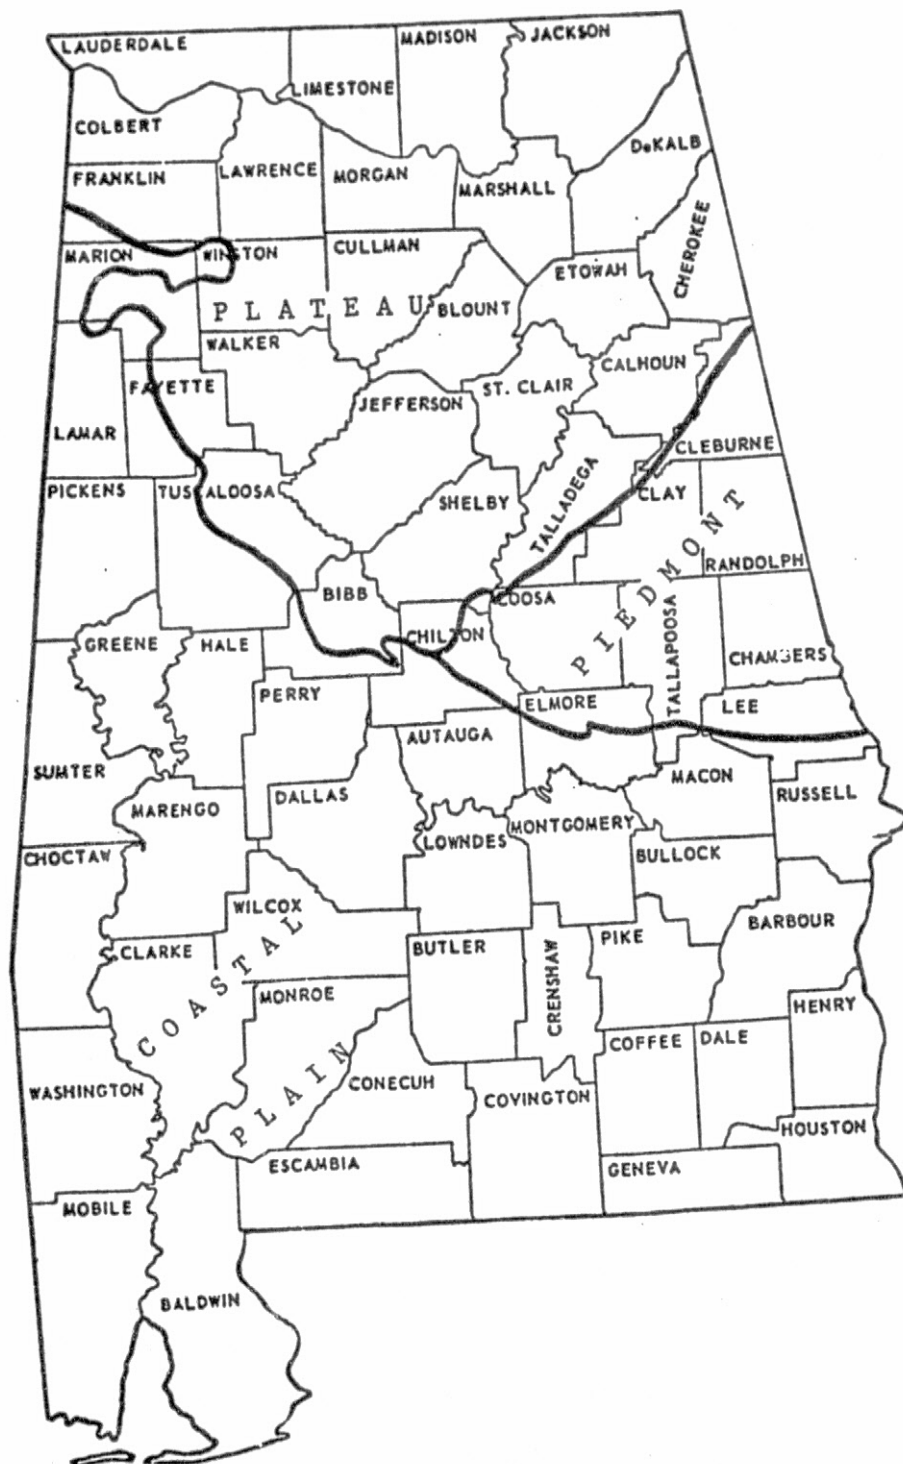 LAUDERDALE
MADISON
JACKSON
LIMESTONE
COLBERT
DeKALB
FRANKLIN
LAWRENCE
MORGAN
MARSHALL
CHEROKEE
MARION
WINSTON
CULLMAN
ETOWAH
PLATEAU
BLOUNT
WALKER
CALHOUN
FAYETTE
JEFFERSON
ST. CLAIR
LAMAR
CLEBURNE
PICKENS
TUSCALOOSA
SHELBY
TALLADEGA
CLAY
RANDOLPH
PIEDMONT
BIBB
COOSA
GREENE
HALE
CHILTON
TALLAPOOSA
CHAMBERS
PERRY
ELMORE
LEE
AUTAUGA
SUMTER
MACON
MARENGO
DALLAS
RUSSELL
CHOCTAW
LOWNDES
MONTGOMERY
BULLOCK
WILCOX
BARBOUR
CLARKE
BUTLER
CRENSHAW
PIKE
COASTAL
PLAIN
MONROE
HENRY
COFFEE
DALE
WASHINGTON
CONECUH
COVINGTON
HOUSTON
ESCAMBIA
GENEVA
MOBILE
BALDWIN